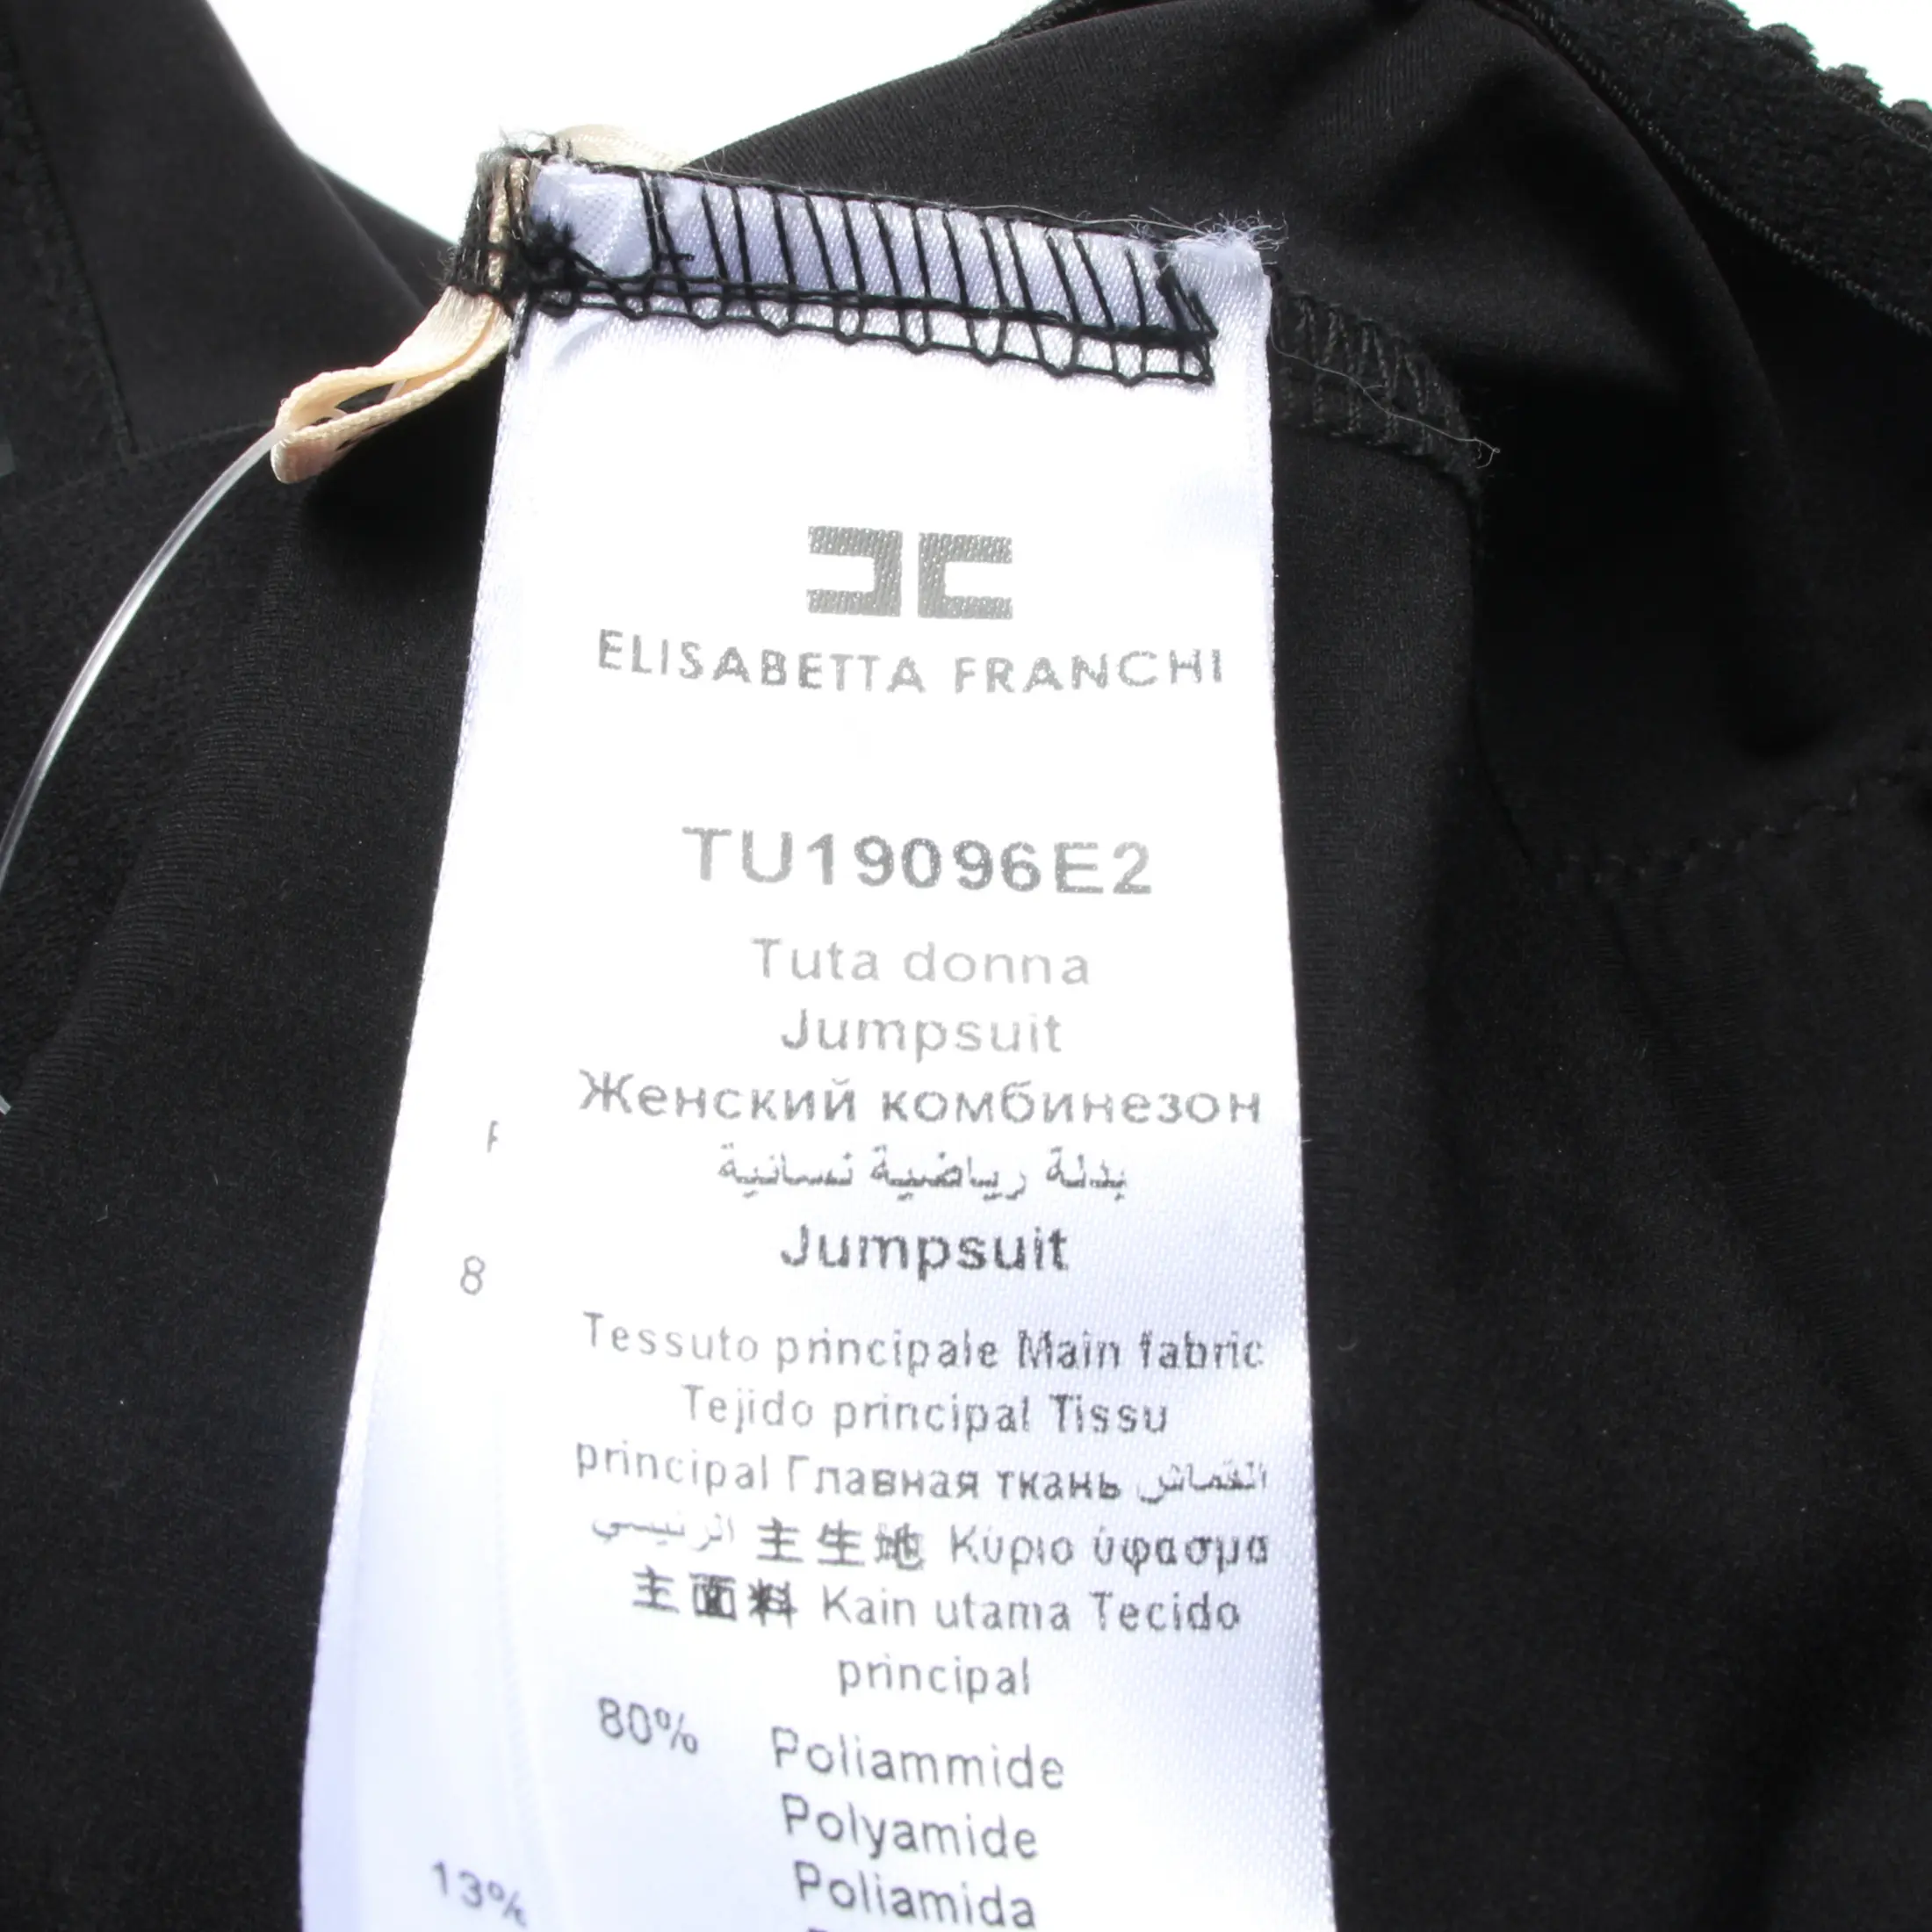 ELISABETTA FRANCHI
TU19096E2
Tuta donna
Jumpsuit
Женский комбинезон
بدلة رياضية نسائية
Jumpsuit
Tessuto principale Main fabric
Tejido principal Tissu
principal Главная ткань القماش
الرئيسي 主生地 Κύριο ύφασμα
主面料 Kain utama Tecido
principal
80% Poliammide
Polyamide
Poliamida
8
13%